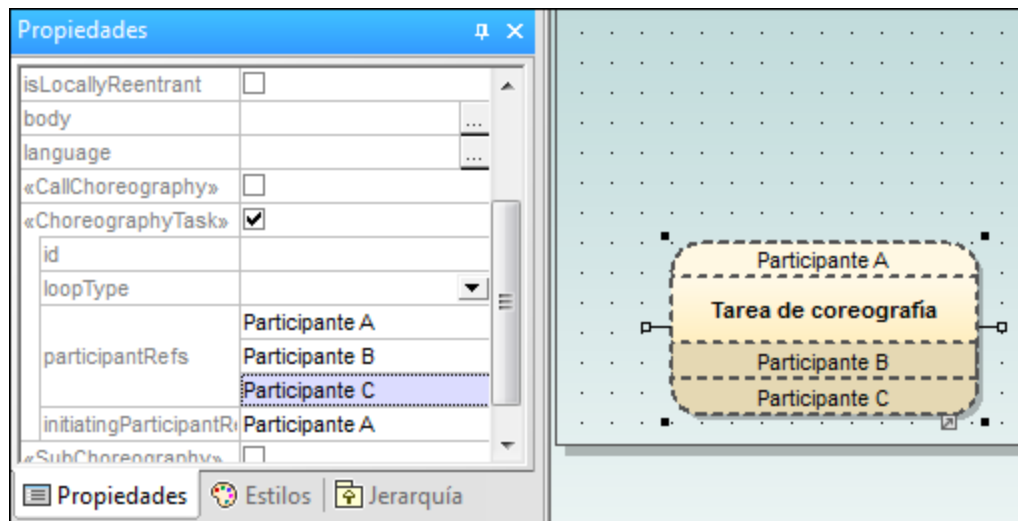 Propiedades
isLocallyReentrant
body ...
language ...
«CallChoreography»
«ChoreographyTask»
id
loopType
Participante A
participantRefs Participante B
Participante C
initiatingParticipantR Participante A
«SubChoreography»
Propiedades Estilos Jerarquía
Participante A
Tarea de coreografía
Participante B
Participante C